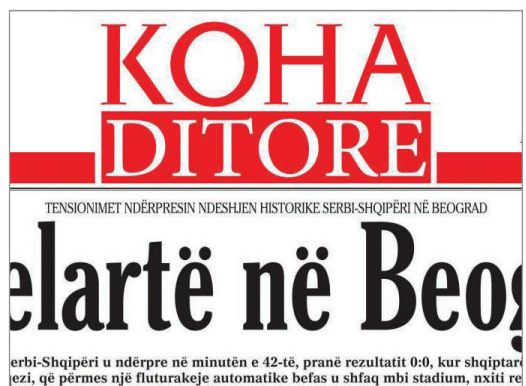 KOHA
DITORE
TENSIONIMET NDËRPRESIN NDESHJEN HISTORIKE SERBI-SHQIPËRI NË BEOGRAD
elartë në Beog
erbi-Shqipëri u ndërpre në minutën e 42-të, pranë rezultatit 0:0, kur shqiptarë
ezi, që përmes një fluturakeje automatike befas u shfaq mbi stadium, nxiti re